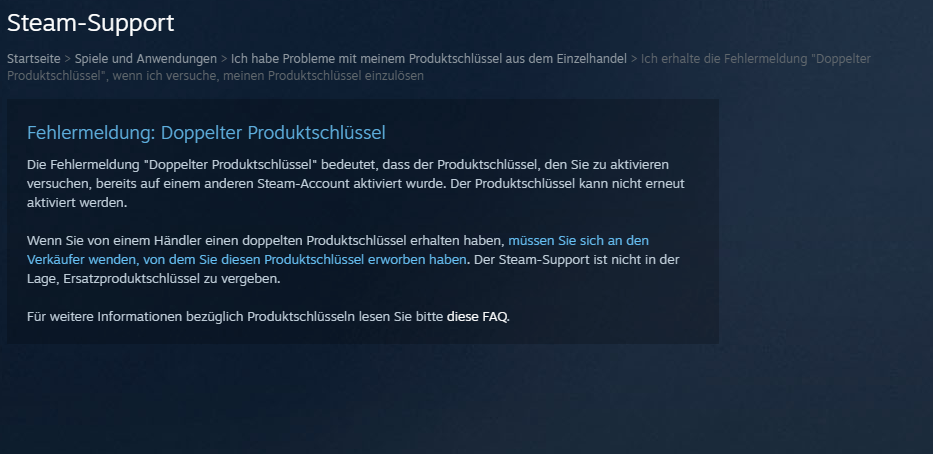 Steam-Support
Startseite > Spiele und Anwendungen > Ich habe Probleme mit meinem Produktschlüssel aus dem Einzelhandel > Ich erhalte die Fehlermeldung "Doppelter
Produktschlüssel", wenn ich versuche, meinen Produktschlüssel einzulösen
Fehlermeldung: Doppelter Produktschlüssel
Die Fehlermeldung "Doppelter Produktschlüssel" bedeutet, dass der Produktschlüssel, den Sie zu aktivieren
versuchen, bereits auf einem anderen Steam-Account aktiviert wurde. Der Produktschlüssel kann nicht erneut
aktiviert werden.
Wenn Sie von einem Händler einen doppelten Produktschlüssel erhalten haben, müssen Sie sich an den
Verkäufer wenden, von dem Sie diesen Produktschlüssel erworben haben. Der Steam-Support ist nicht in der
Lage, Ersatzproduktschlüssel zu vergeben.
Für weitere Informationen bezüglich Produktschlüsseln lesen Sie bitte diese FAQ.